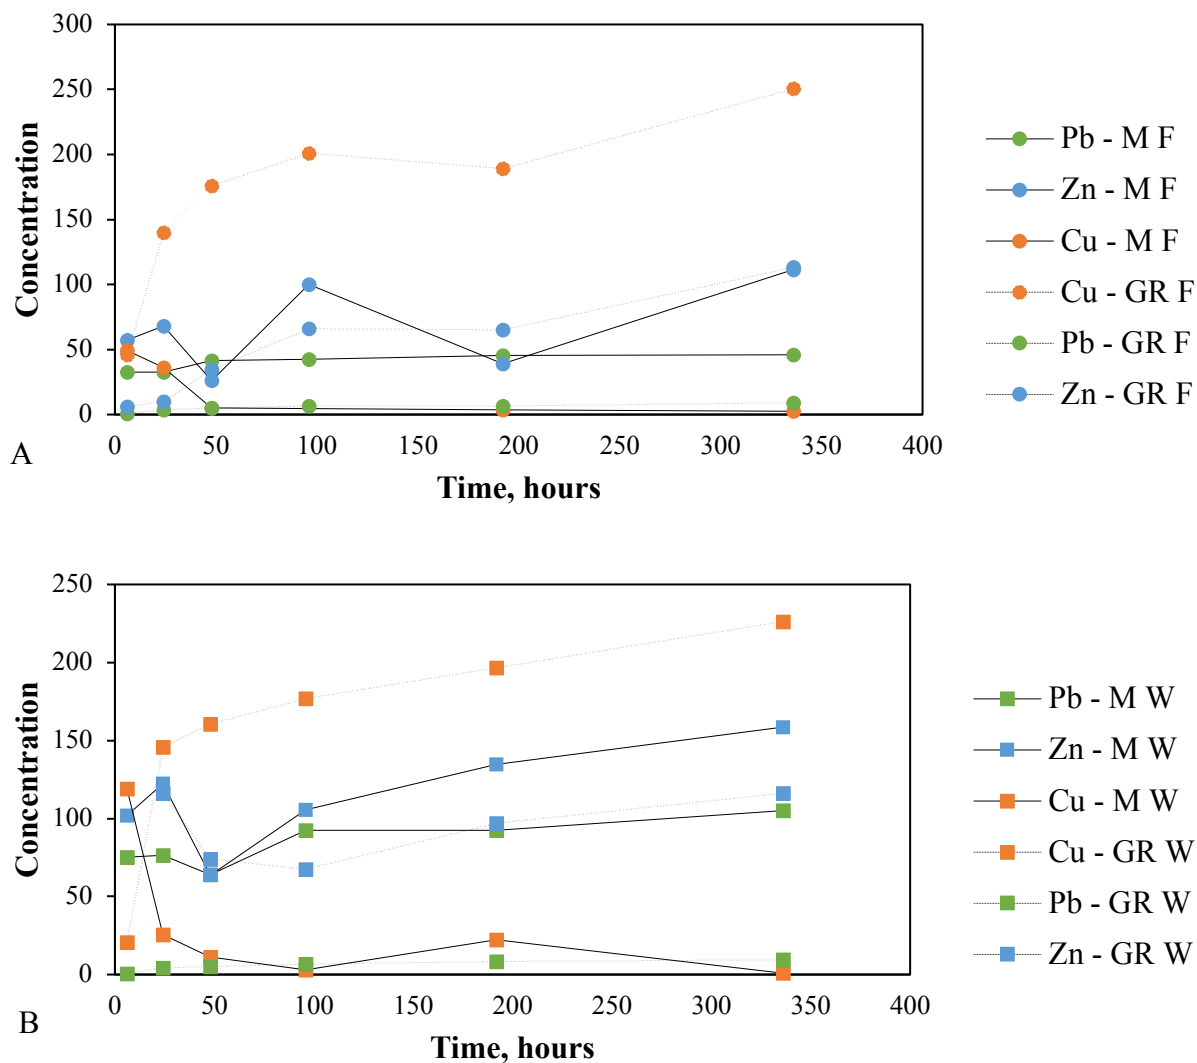 300
250
200
150
100
50
0
Concentration
0 50 100 150 200 250 300 350 400
Time, hours
A
Pb - M F
Zn - M F
Cu - M F
Cu - GR F
Pb - GR F
Zn - GR F
250
200
150
100
50
0
Concentration
0 50 100 150 200 250 300 350 400
Time, hours
B
Pb - M W
Zn - M W
Cu - M W
Cu - GR W
Pb - GR W
Zn - GR W